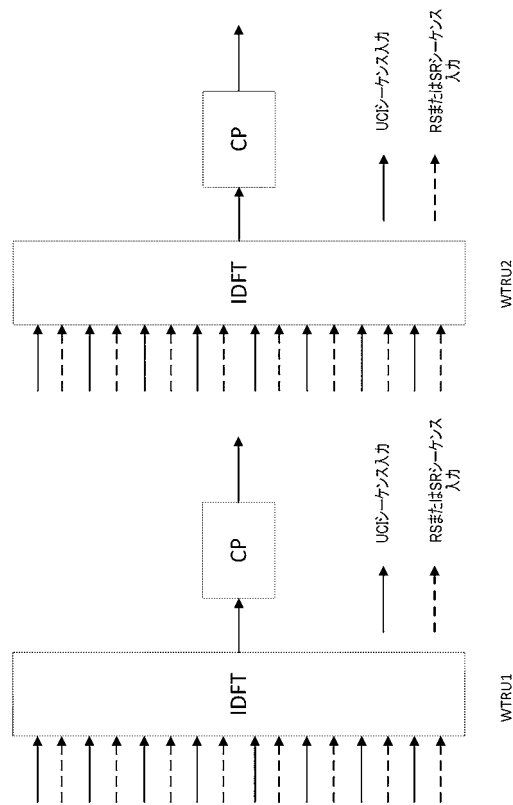 IDFT
CP
UCIシーケンス入力
RSまたはSRシーケンス
入力
WTRU1
IDFT
CP
UCIシーケンス入力
RSまたはSRシーケンス
入力
WTRU2